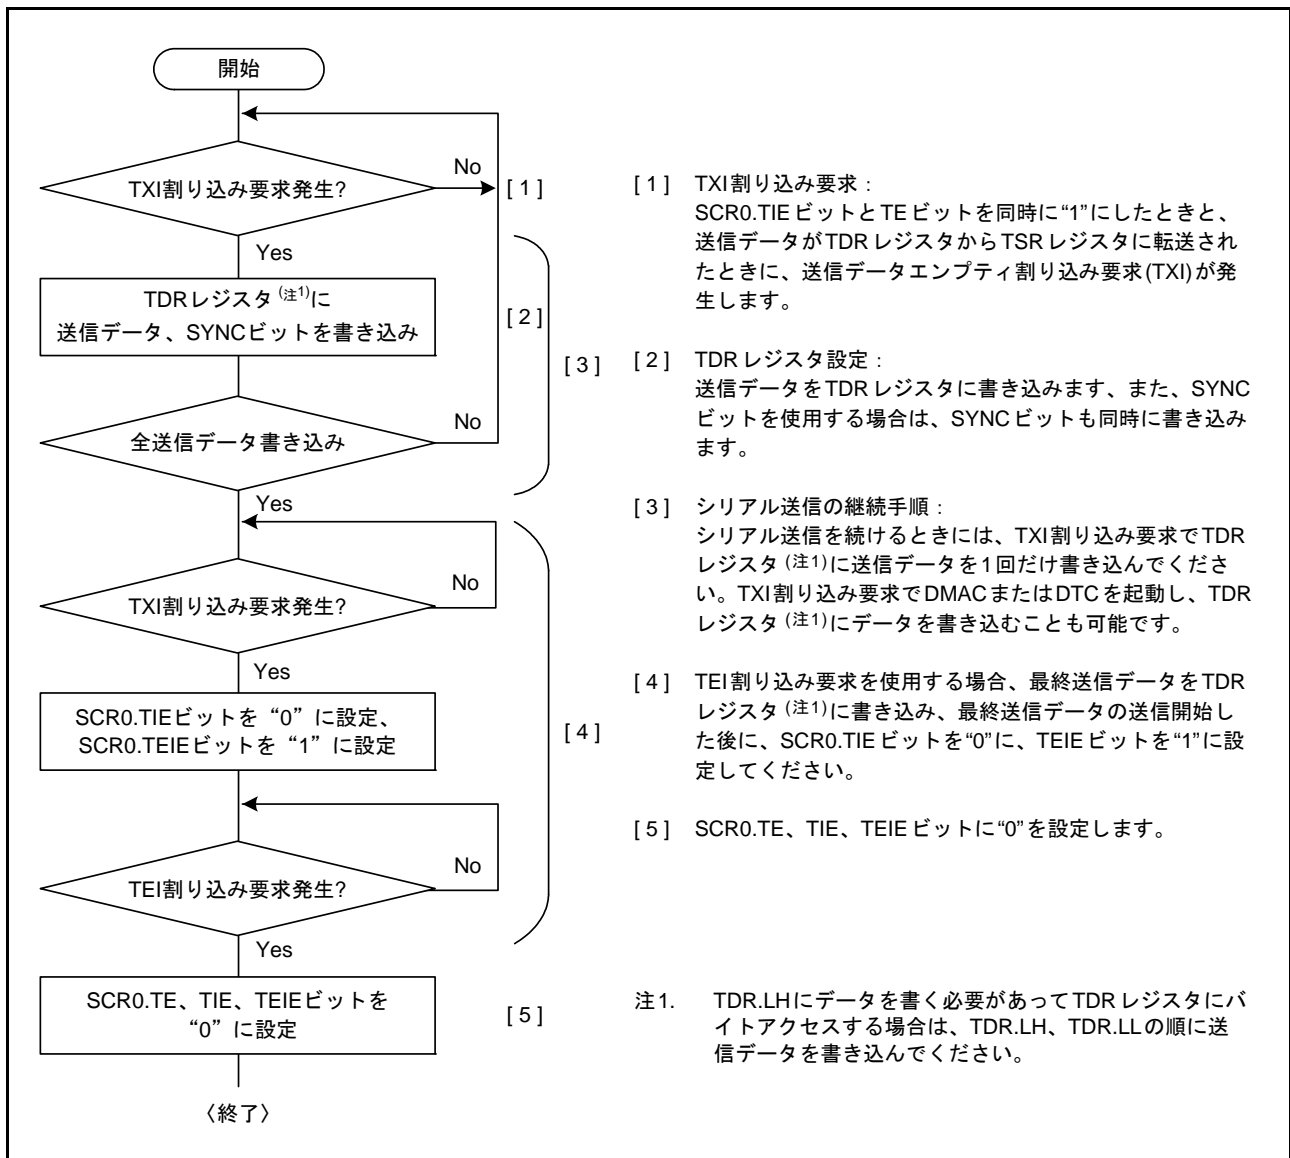 開始
TXI割り込み要求発生?
No
[ 1 ]
Yes
TDRレジスタ(注1)に
送信データ、SYNCビットを書き込み
[ 2 ]
[ 3 ]
全送信データ書き込み
No
Yes
TXI割り込み要求発生?
No
Yes
SCR0.TIEビットを“0”に設定、
SCR0.TEIEビットを“1”に設定
[ 4 ]
TEI割り込み要求発生?
No
Yes
SCR0.TE、TIE、TEIEビットを
“0”に設定
[ 5 ]
〈終了〉
[ 1 ] TXI割り込み要求:
SCR0.TIEビットとTEビットを同時に“1”にしたときと、
送信データがTDRレジスタからTSRレジスタに転送され
たときに、送信データエンプティ割り込み要求(TXI)が発
生します。
[ 2 ] TDRレジスタ設定:
送信データをTDRレジスタに書き込みます、また、SYNC
ビットを使用する場合は、SYNCビットも同時に書き込み
ます。
[ 3 ] シリアル送信の継続手順:
シリアル送信を続けるときには、TXI割り込み要求でTDR
レジスタ(注1)に送信データを1回だけ書き込んでくださ
い。TXI割り込み要求でDMACまたはDTCを起動し、TDR
レジスタ(注1)にデータを書き込むことも可能です。
[ 4 ] TEI割り込み要求を使用する場合、最終送信データをTDR
レジスタ(注1)に書き込み、最終送信データの送信開始し
た後に、SCR0.TIEビットを“0”に、TEIEビットを“1”に設
定してください。
[ 5 ] SCR0.TE、TIE、TEIEビットに“0”を設定します。
注1. TDR.LHにデータを書く必要があってTDRレジスタにバ
イトアクセスする場合は、TDR.LH、TDR.LLの順に送
信データを書き込んでください。